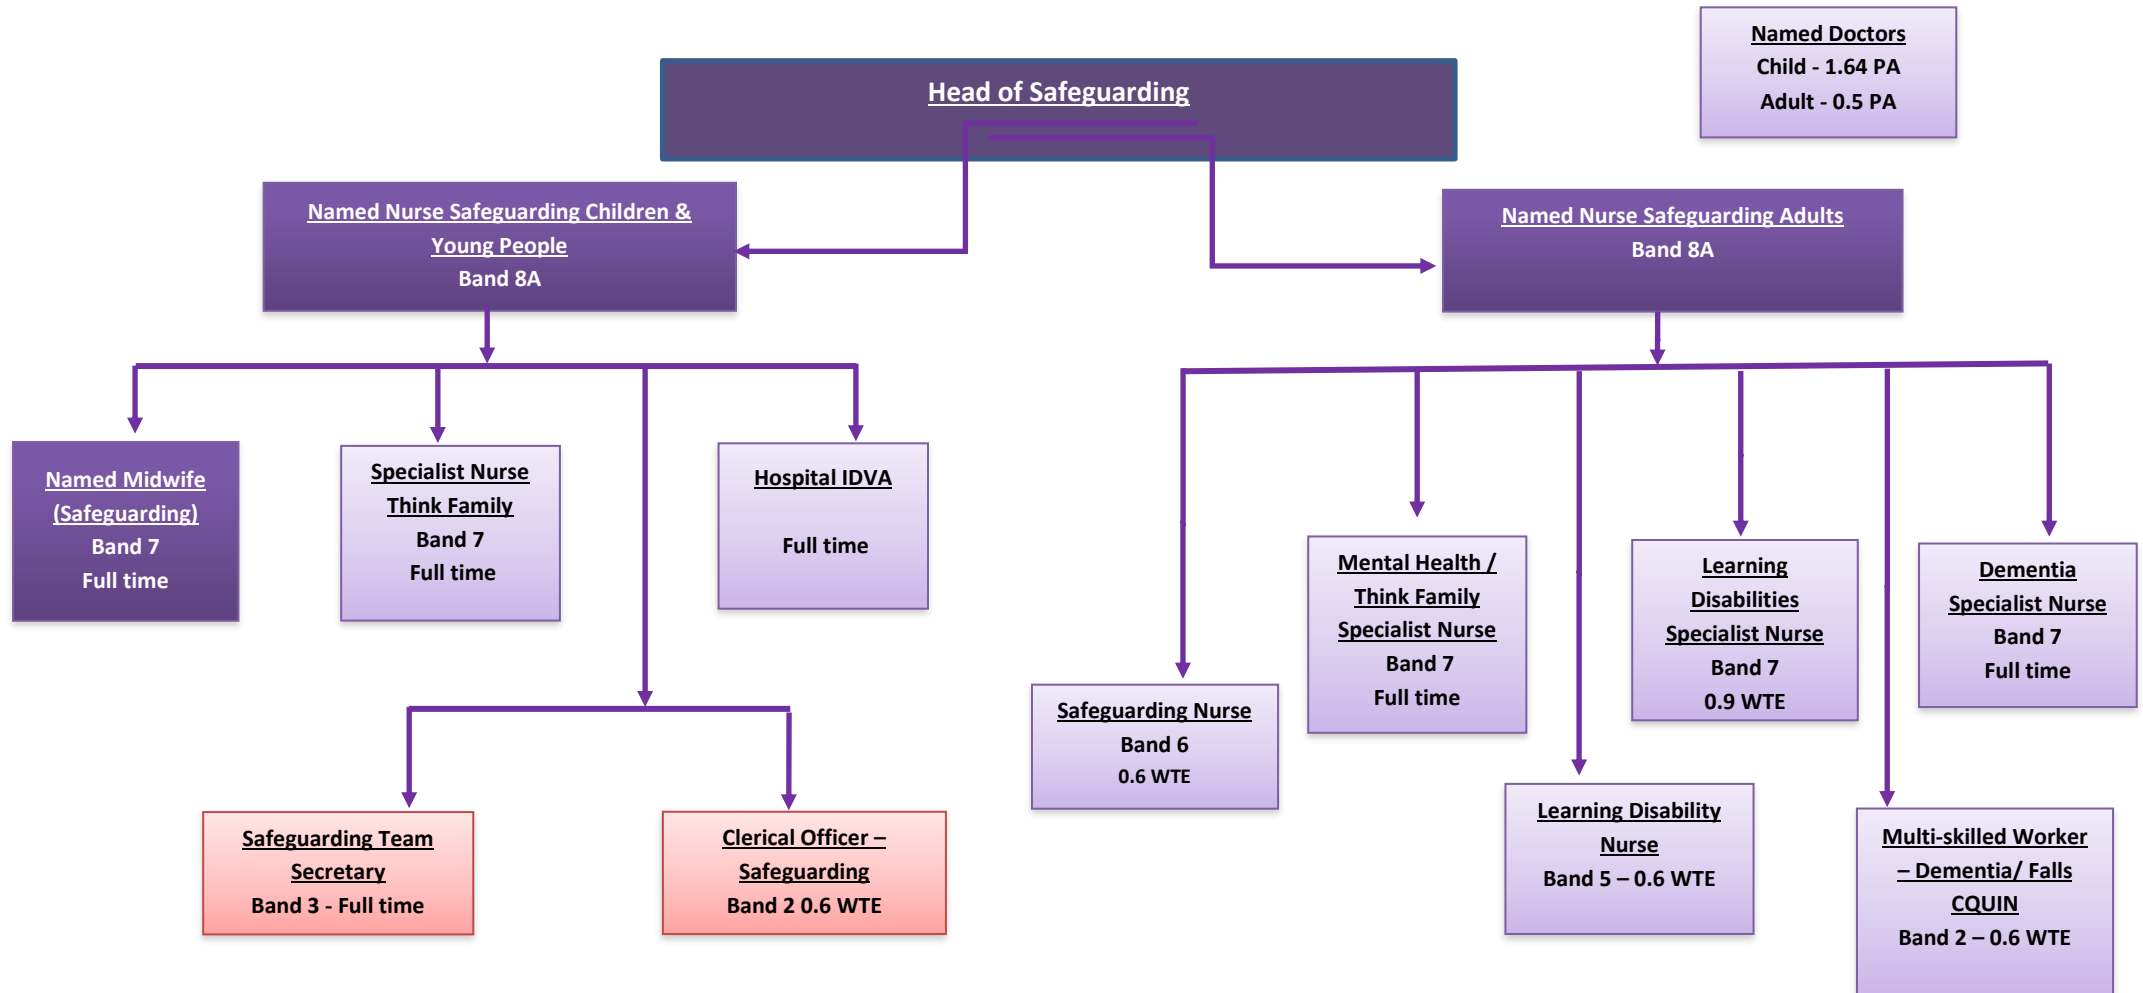 Named Doctors
Child - 1.64 PA
Adult - 0.5 PA
Head of Safeguarding
Named Nurse Safeguarding Children &
Young People
Band 8A
Named Nurse Safeguarding Adults
Band 8A
Named Midwife
(Safeguarding)
Band 7
Full time
Specialist Nurse
Think Family
Band 7
Full time
Hospital IDVA
Full time
Mental Health /
Think Family
Specialist Nurse
Band 7
Full time
Learning
Disabilities
Specialist Nurse
Band 7
0.9 WTE
Dementia
Specialist Nurse
Band 7
Full time
Safeguarding Nurse
Band 6
0.6 WTE
Safeguarding Team
Secretary
Band 3 - Full time
Clerical Officer –
Safeguarding
Band 2 0.6 WTE
Learning Disability
Nurse
Band 5 – 0.6 WTE
Multi-skilled Worker
– Dementia/ Falls
CQUIN
Band 2 – 0.6 WTE